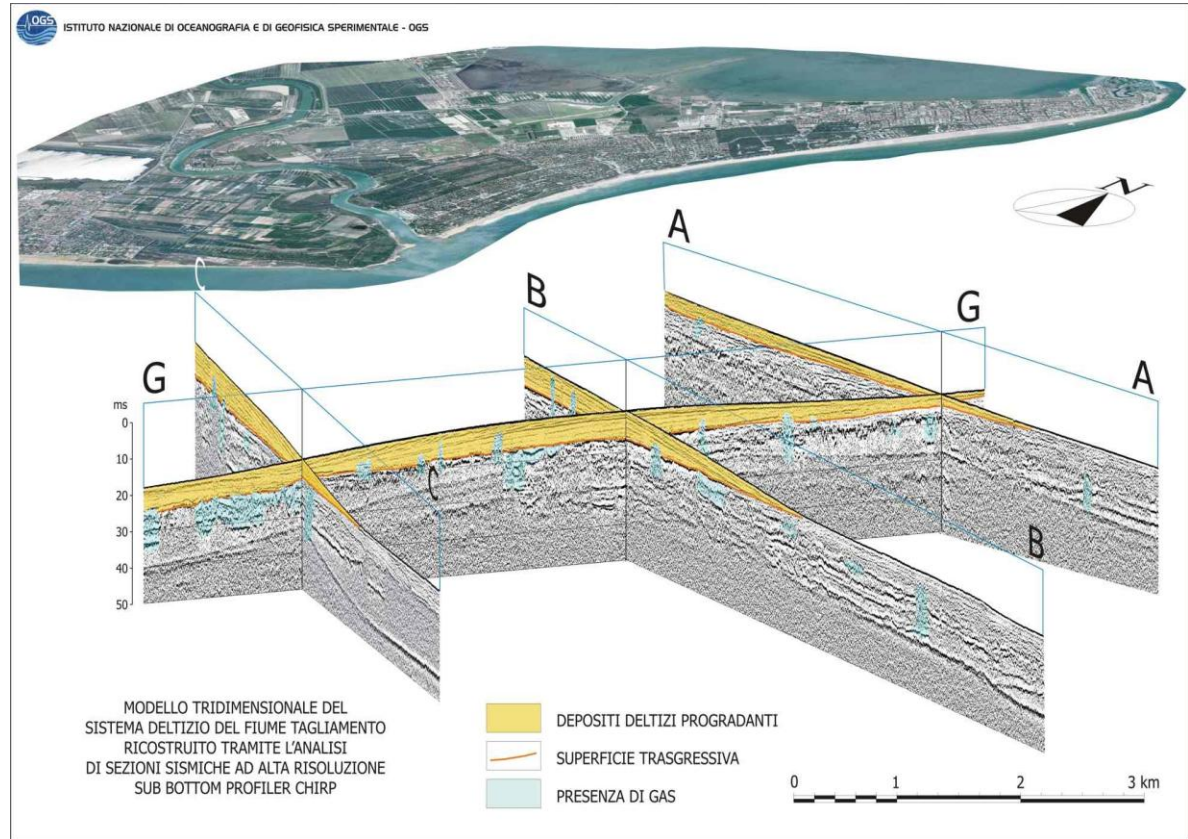 OGS
ISTITUTO NAZIONALE DI OCEANOGRAFIA E DI GEOFISICA SPERIMENTALE - OGS
N
A
C
B
G
A
G
ms
0
10
20
30
40
50
C
B
MODELLO TRIDIMENSIONALE DEL
SISTEMA DELTIZIO DEL FIUME TAGLIAMENTO
RICOSTRUITO TRAMITE L'ANALISI
DI SEZIONI SISMICHE AD ALTA RISOLUZIONE
SUB BOTTOM PROFILER CHIRP
DEPOSITI DELTIZI PROGRADANTI
SUPERFICIE TRASGRESSIVA
PRESENZA DI GAS
0 1 2 3 km